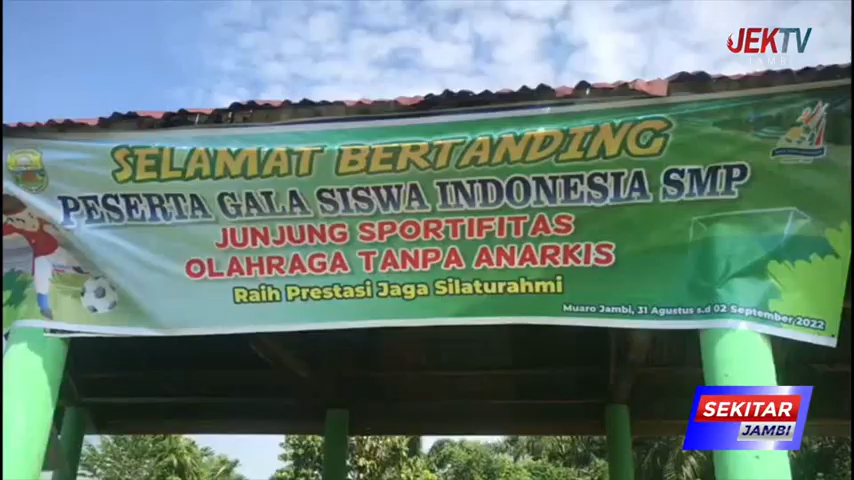 JEKTV
JAMBI
SELAMAT BERTANDING
PESERTA GALA SISWA INDONESIA SMP
JUNJUNG SPORTIFITAS
OLAHRAGA TANPA ANARKIS
Raih Prestasi Jaga Silaturahmi
Muaro Jambi, 31 Agustus s.d 02 September 2022
SEKITAR
JAMBI